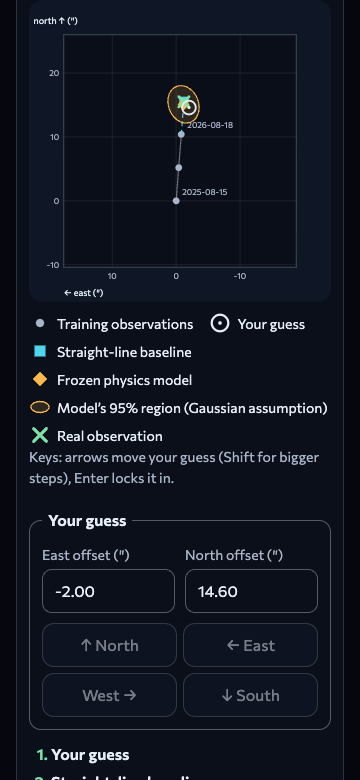 north ↑ (")
20
10
0
-10
2026-08-18
2025-08-15
10 0 -10
← east (")
Training observations Your guess
Straight-line baseline
Frozen physics model
Model's 95% region (Gaussian assumption)
Real observation
Keys: arrows move your guess (Shift for bigger
steps), Enter locks it in.
Your guess
East offset (") North offset (")
-2.00 14.60
↑ North ← East
West → ↓ South
1. Your guess